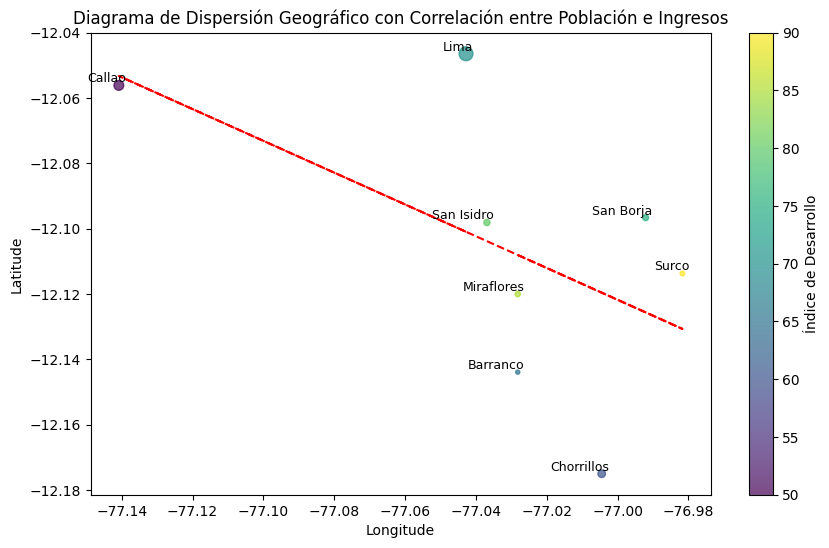 Diagrama de Dispersión Geográfico con Correlación entre Población e Ingresos
−12.04
−12.06
−12.08
−12.10
−12.12
−12.14
−12.16
−12.18
Latitude
Callao
Lima
San Isidro
San Borja
Surco
Miraflores
Barranco
Chorrillos
−77.14
−77.12
−77.10
−77.08
−77.06
−77.04
−77.02
−77.00
−76.98
Longitude
90
85
80
75
70
65
60
55
50
Índice de Desarrollo